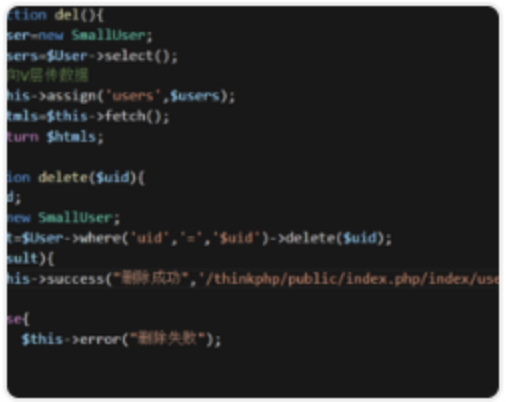 ction del(){
ser=new SmallUser;
sers=$User->select();
向V层传数据
his->assign('users',$users);
tmls=$this->fetch();
turn $htmls;
ion delete($uid){
d;
new SmallUser;
t=$User->where('uid','=','$uid')->delete($uid);
sult){
his->success("删除成功",'/thinkphp/public/index.php/index/use
se{
$this->error("删除失败");